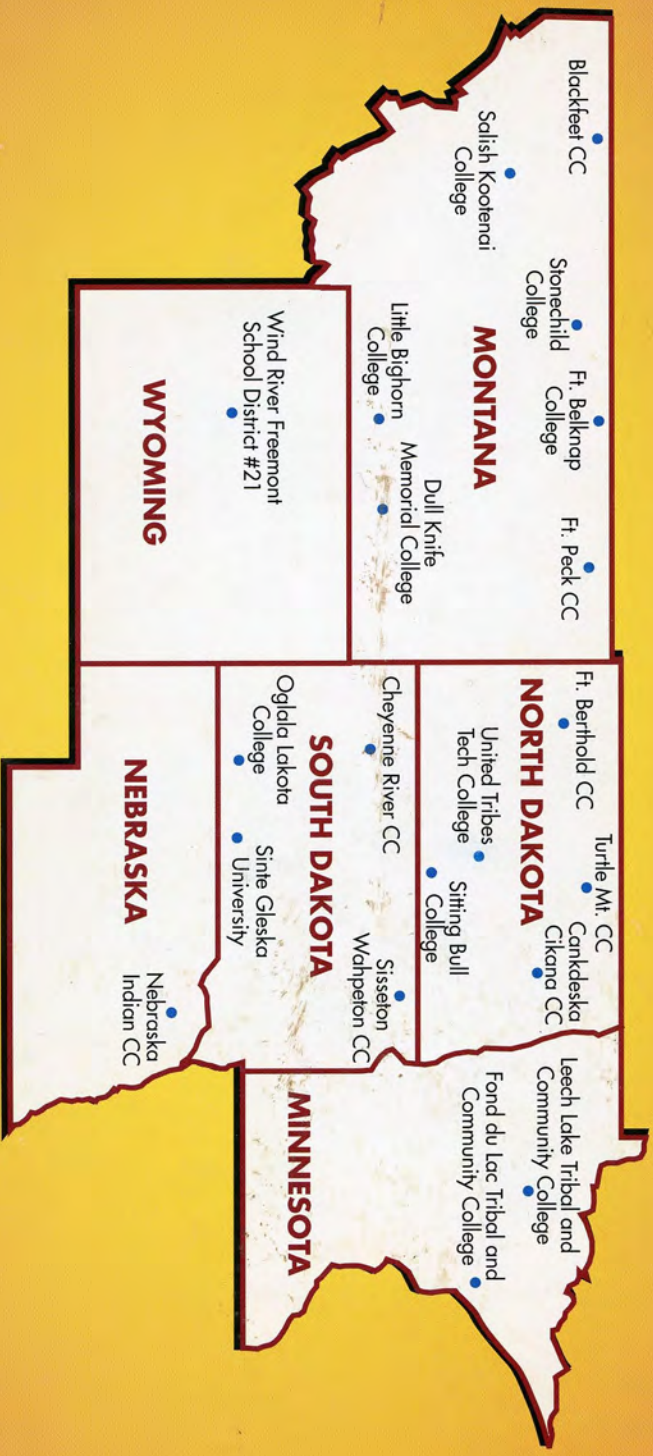 Blackfeet CC
Salish Kootenai
College
Stonechild
College
Ft. Belknap
College
Ft. Peck CC
MONTANA
Little Bighorn
College
Dull Knife
Memorial College
Wind River Freemont
School District #21
WYOMING
Ft. Berthold CC
Turtle Mt. CC
Cankdeska
Cikana CC
NORTH DAKOTA
United Tribes
Tech College
Sitting Bull
College
Cheyenne River CC
Sisseton
Wahpeton CC
SOUTH DAKOTA
Oglala Lakota
College
Sinte Gleska
University
NEBRASKA
Nebraska
Indian CC
Leech Lake Tribal and
Community College
Fond du Lac Tribal and
Community College
MINNESOTA